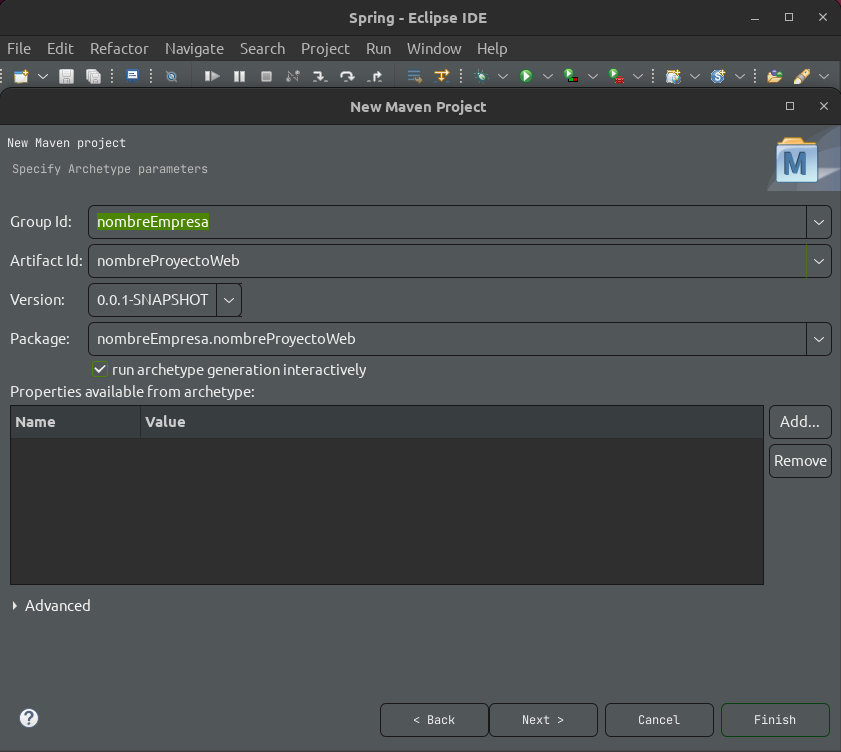 Spring - Eclipse IDE
File Edit Refactor Navigate Search Project Run Window Help
New Maven Project
New Maven project
Specify Archetype parameters
M
Group Id: nombreEmpresa
Artifact Id: nombreProyectoWeb
Version: 0.0.1-SNAPSHOT
Package: nombreEmpresa.nombreProyectoWeb
run archetype generation interactively
Properties available from archetype:
Name Value Add...
Remove
Advanced
? < Back Next > Cancel Finish